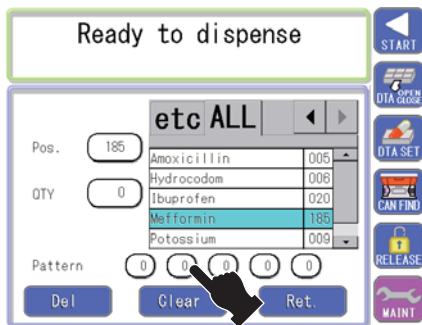 Ready to dispense
START
DTA OPEN CLOSE
DTA SET
CAN FIND
RELEASE
MAINT
etc ALL
Pos. 185
QTY 0
Amoxicillin 005
Hydrocodom 006
Ibuprofen 020
Mefformin 185
Potossium 009
Pattern 0 0 0 0 0
Del Clear Ret.